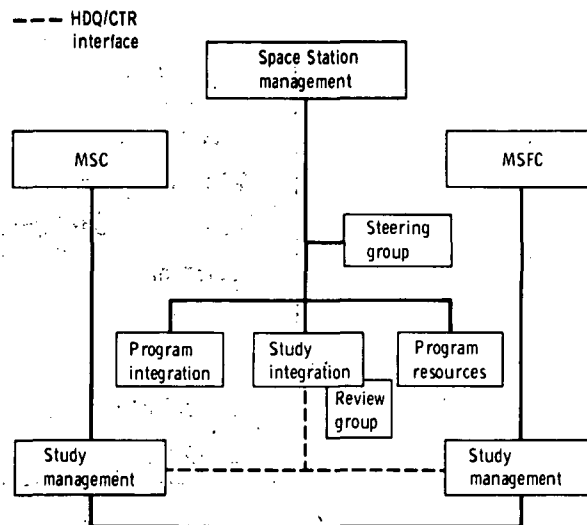 HDQ/CTR
interface
Space Station
management
MSC
MSFC
Steering
group
Program
integration
Study
integration
Program
resources
Review
group
Study
management
Study
management